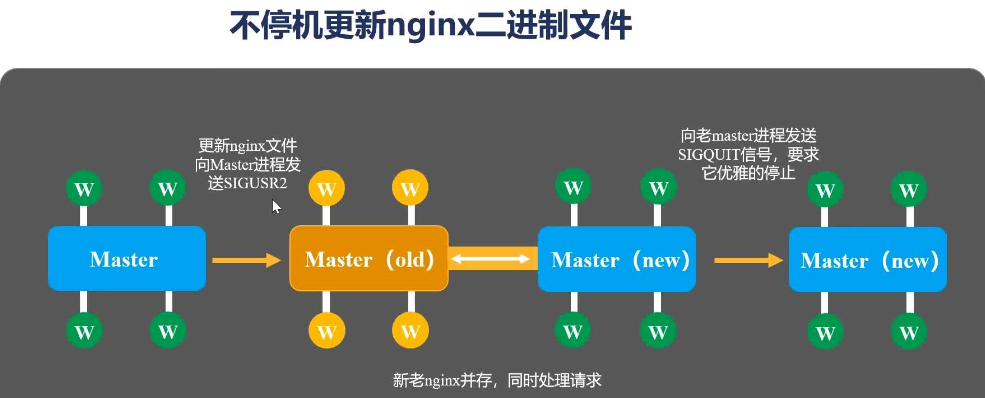 不停机更新nginx二进制文件
更新nginx文件
向Master进程发
送SIGUSR2
向老master进程发送
SIGQUIT信号，要求
它优雅的停止
W W W W W W W W
Master Master（old） Master（new） Master（new）
W W W W W W W W
新老nginx并存，同时处理请求